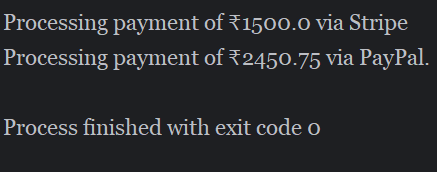 Processing payment of ₹1500.0 via Stripe
Processing payment of ₹2450.75 via PayPal.
Process finished with exit code 0